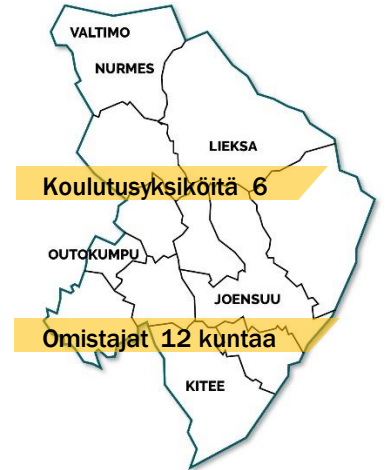 VALTIMO
NURMES
LIEKSA
Koulutusyksiköitä 6
OUTOKUMPU
JOENSUU
Omistajat 12 kuntaa
KITEE